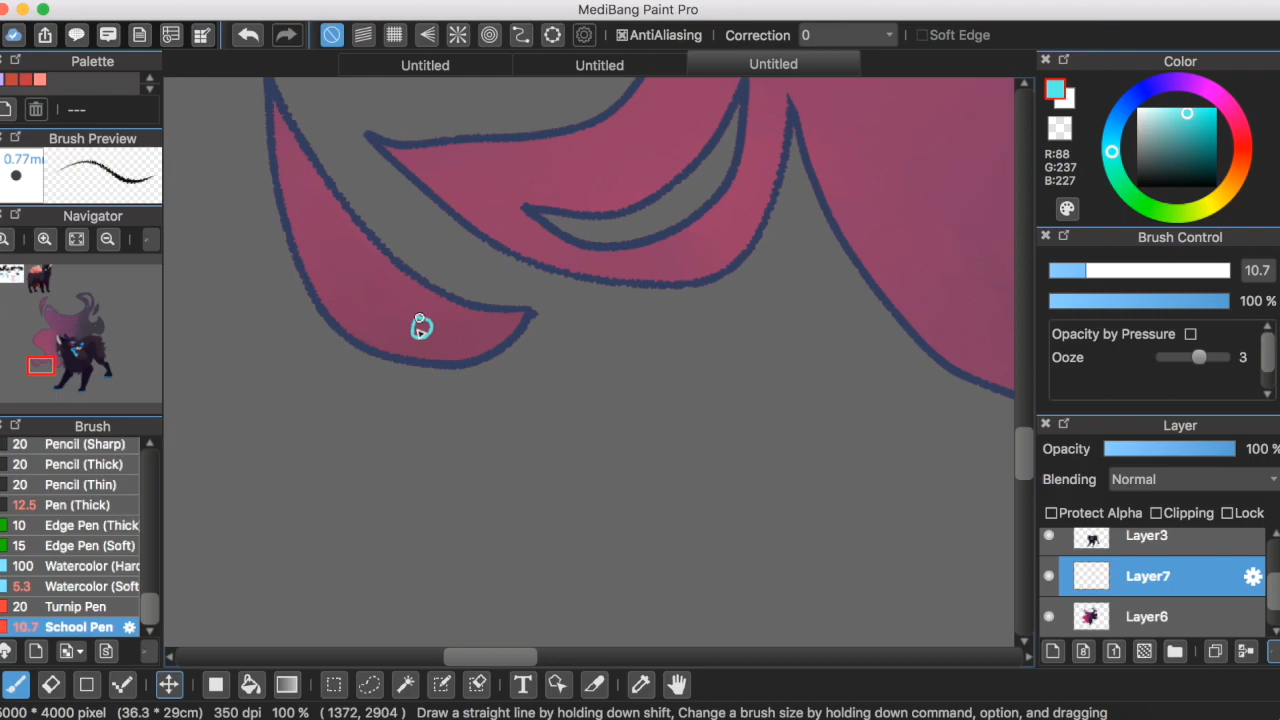 MediBang Paint Pro
AntiAliasing Correction 0 Soft Edge
Palette Untitled Untitled Untitled Color
---
Brush Preview
0.77m
R:88
G:237
B:227
Navigator
Brush Control
10.7
100 %
Opacity by Pressure
Ooze 3
Brush Layer
20 Pencil (Sharp)
Opacity 100 %
20 Pencil (Thick)
20 Pencil (Thin)
Blending Normal
12.5 Pen (Thick)
Protect Alpha Clipping Lock
10 Edge Pen (Thick
15 Edge Pen (Soft)
Layer3
100 Watercolor (Hard
5.3 Watercolor (Soft
Layer7
20 Turnip Pen
10.7 School Pen
Layer6
5000 * 4000 pixel (36.3 * 29cm) 350 dpi 100 % ( 1372, 2904 ) Draw a straight line by holding down shift, Change a brush size by holding down command, option, and dragging